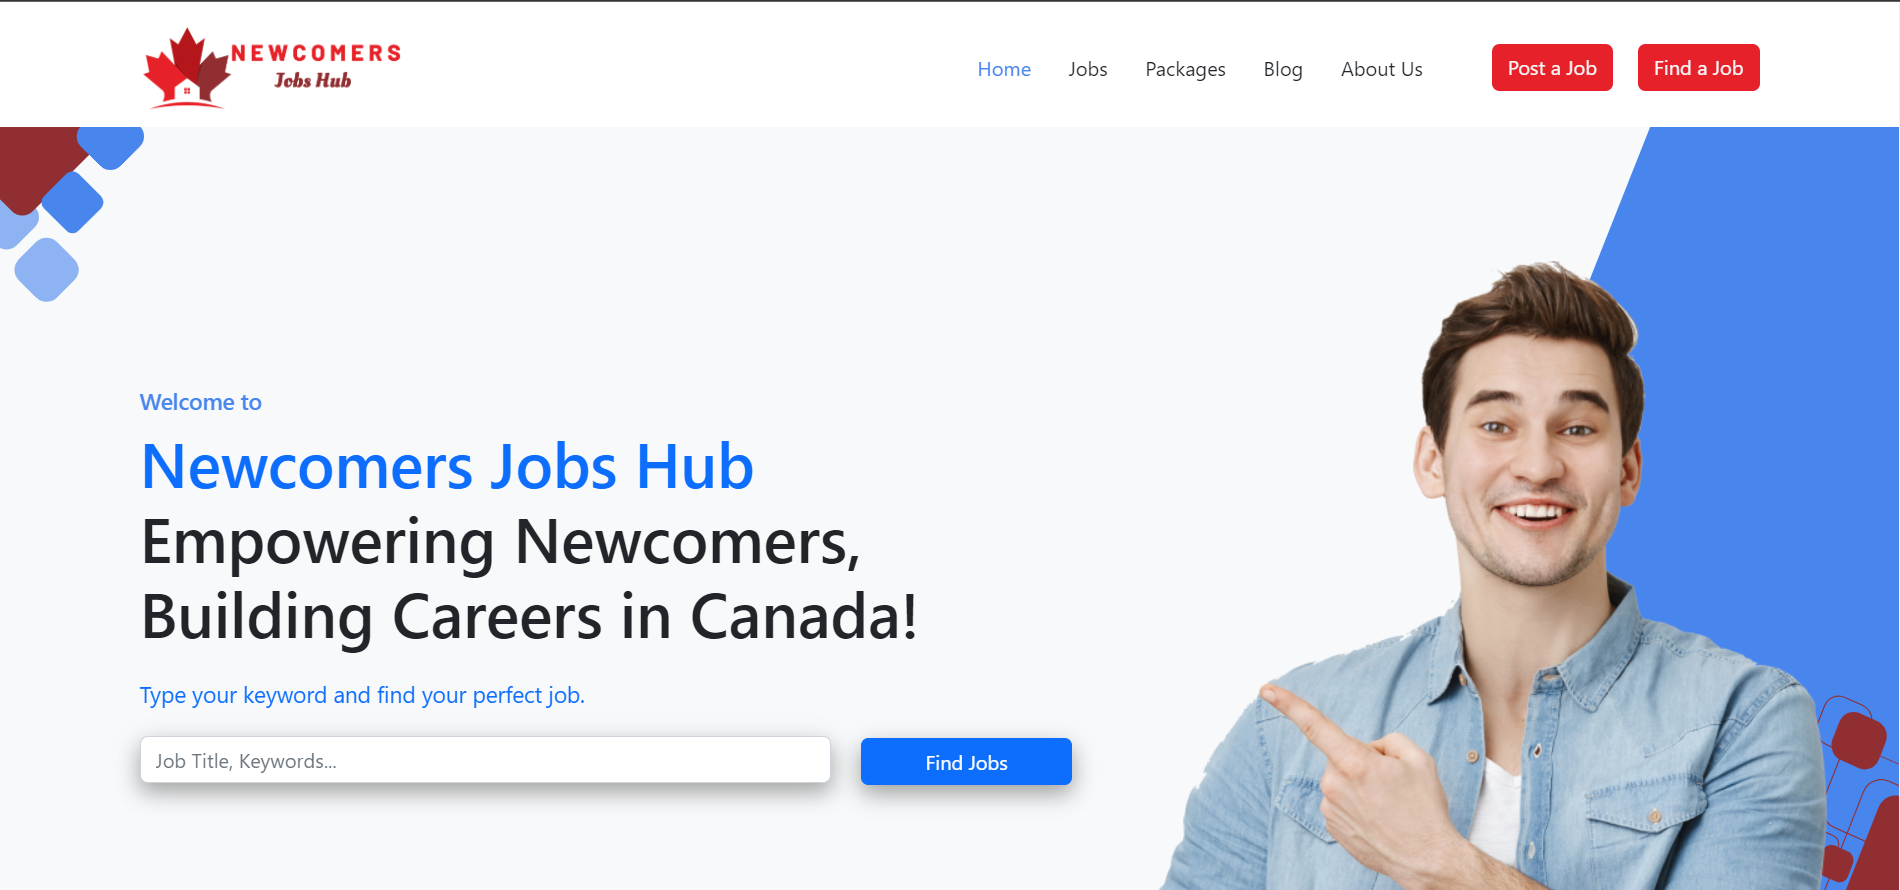 NEWCOMERS
Jobs Hub
Home Jobs Packages Blog About Us Post a Job Find a Job
Welcome to
Newcomers Jobs Hub
Empowering Newcomers,
Building Careers in Canada!
Type your keyword and find your perfect job.
Job Title, Keywords... Find Jobs